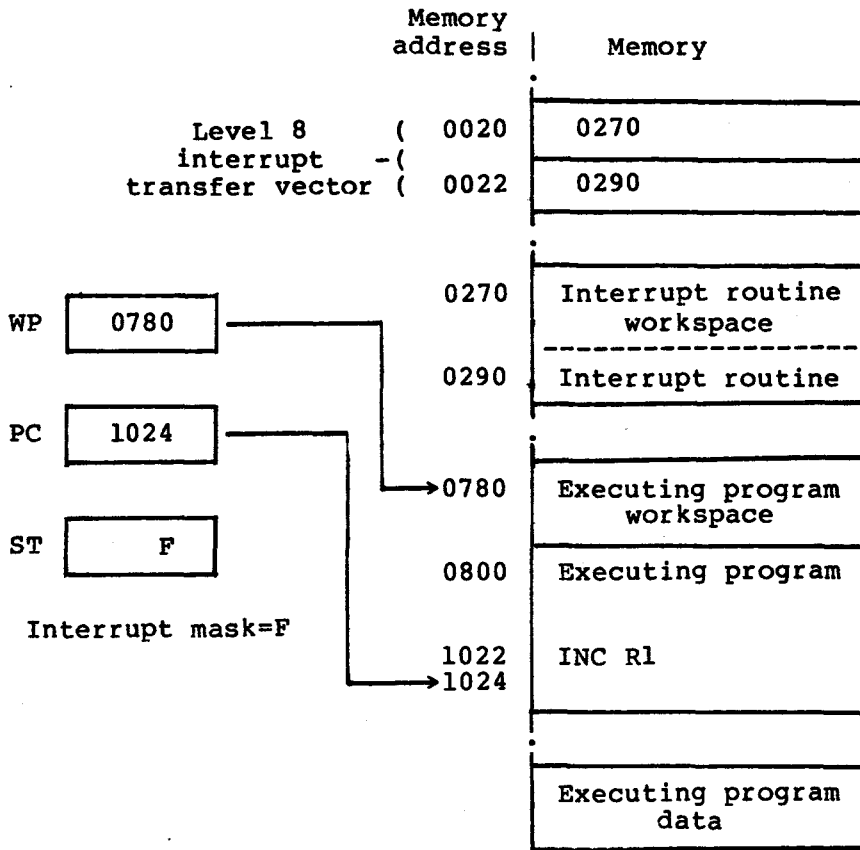 Memory
address | Memory
Level 8 ( 0020 0270
interrupt -(
transfer vector ( 0022 0290
0270 Interrupt routine
workspace
WP 0780
0290 Interrupt routine
PC 1024
0780 Executing program
workspace
ST F
0800 Executing program
Interrupt mask=F
1022 INC R1
1024
Executing program
data